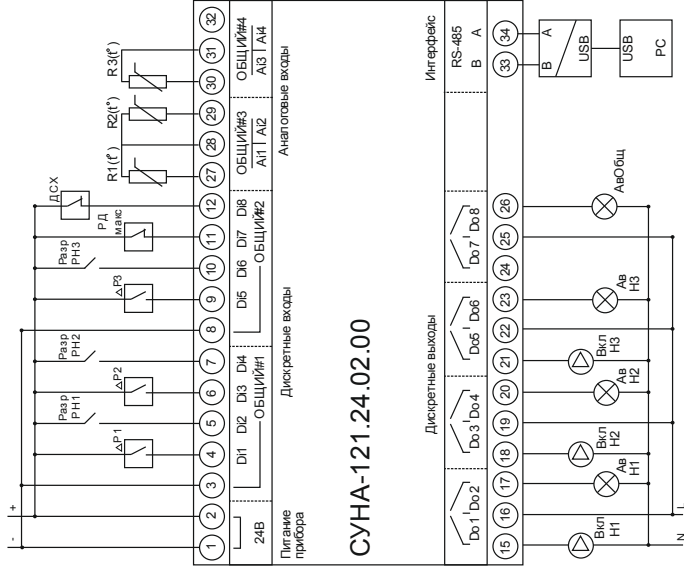 - +
ΔP1
Разр
РН1
ΔP2
Разр
РН2
ΔP3
Разр
РН3
РД
макс
ДСХ
R1(t°)
R2(t°)
R3(t°)
1 2 3 4 5 6 7 8 9 10 11 12 27 28 29 30 31 32
24В
Di1 Di2 Di3 Di4
ОБЩИЙ#1
Di5 Di6 Di7 Di8
ОБЩИЙ#2
ОБЩИЙ#3
Ai1 Ai2
ОБЩИЙ#4
Ai3 Ai4
Питание
прибора
Дискретные входы
Аналоговые входы
СУНА-121.24.02.00
Дискретные выходы
Интерфейс
RS-485
B A
Do1 Do2
Do3 Do4
Do5 Do6
Do7 Do8
15 16 17 18 19 20 21 22 23 24 25 26 33 34
B A
USB
USB
PC
Вкл
Н1
Ав
Н1
Вкл
Н2
Ав
Н2
Вкл
Н3
Ав
Н3
АвОбщ
N L